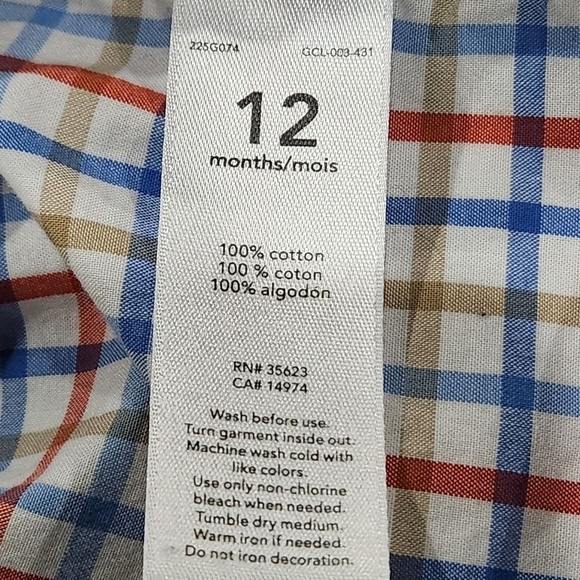 225G074 GCL-003-431
12
months/mois
100% cotton
100 % coton
100% algodón
RN# 35623
CA# 14974
Wash before use.
Turn garment inside out.
Machine wash cold with
like colors.
Use only non-chlorine
bleach when needed.
Tumble dry medium.
Warm iron if needed.
Do not iron decoration.